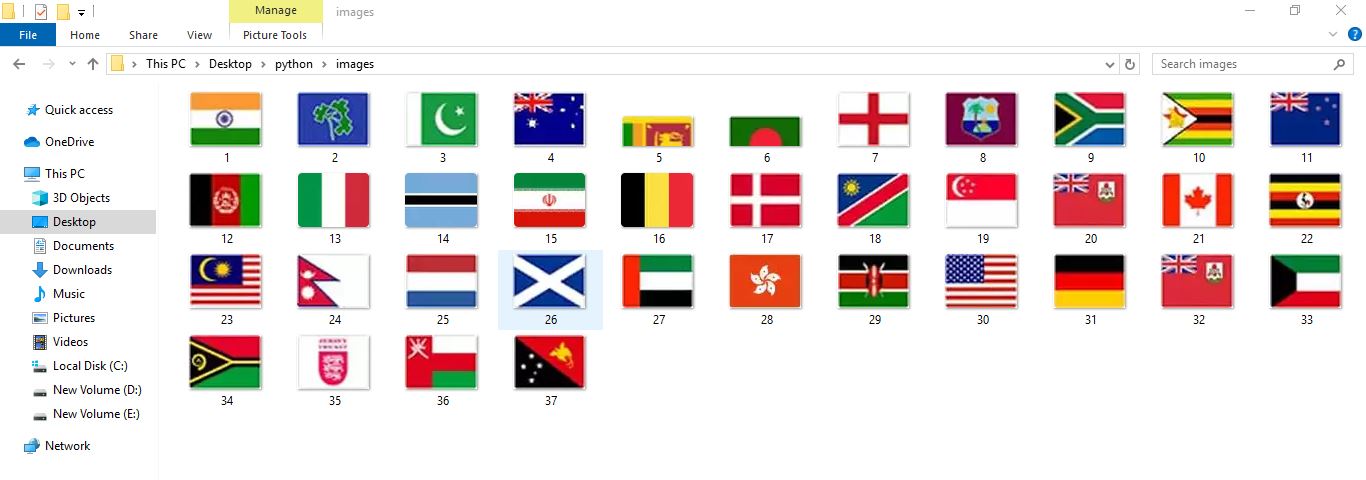 Manage
images
File
Home
Share
View
Picture Tools
This PC
Desktop
python
images
Search images
Quick access
OneDrive
This PC
3D Objects
Desktop
Documents
Downloads
Music
Pictures
Videos
Local Disk (C:)
New Volume (D:)
New Volume (E:)
Network
1 2 3 4 5 6 7 8 9 10 11
12 13 14 15 16 17 18 19 20 21 22
23 24 25 26 27 28 29 30 31 32 33
34 35 36 37